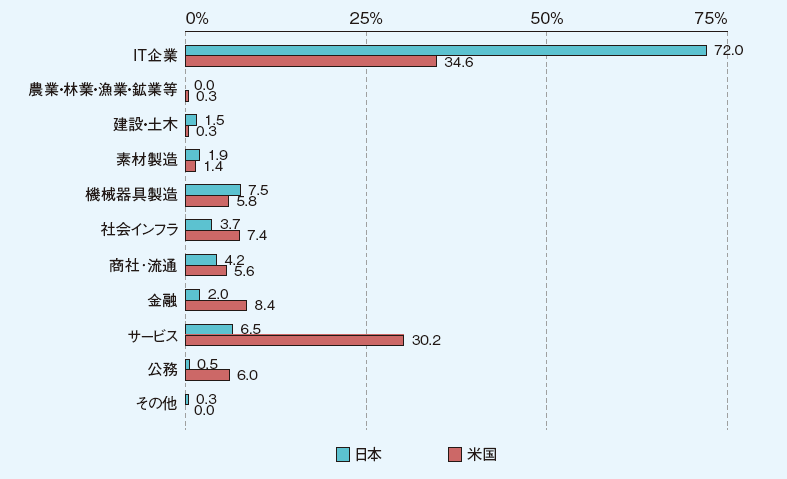 0% 25% 50% 75%
IT企業 72.0
34.6
農業・林業・漁業・鉱業等 0.0
0.3
建設・土木 1.5
0.3
素材製造 1.9
1.4
機械器具製造 7.5
5.8
社会インフラ 3.7
7.4
商社・流通 4.2
5.6
金融 2.0
8.4
サービス 6.5
30.2
公務 0.5
6.0
その他 0.3
0.0
日本 米国